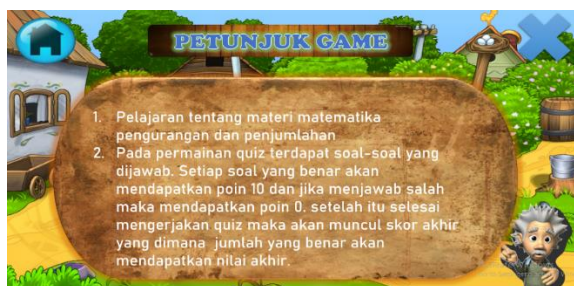 PETUNJUK GAME
1. Pelajaran tentang materi matematika
pengurangan dan penjumlahan
2. Pada permainan quiz terdapat soal-soal yang
dijawab. Setiap soal yang benar akan
mendapatkan poin 10 dan jika menjawab salah
maka mendapatkan poin 0. setelah itu selesai
mengerjakan quiz maka akan muncul skor akhir
yang dimana jumlah yang benar akan
mendapatkan nilai akhir.